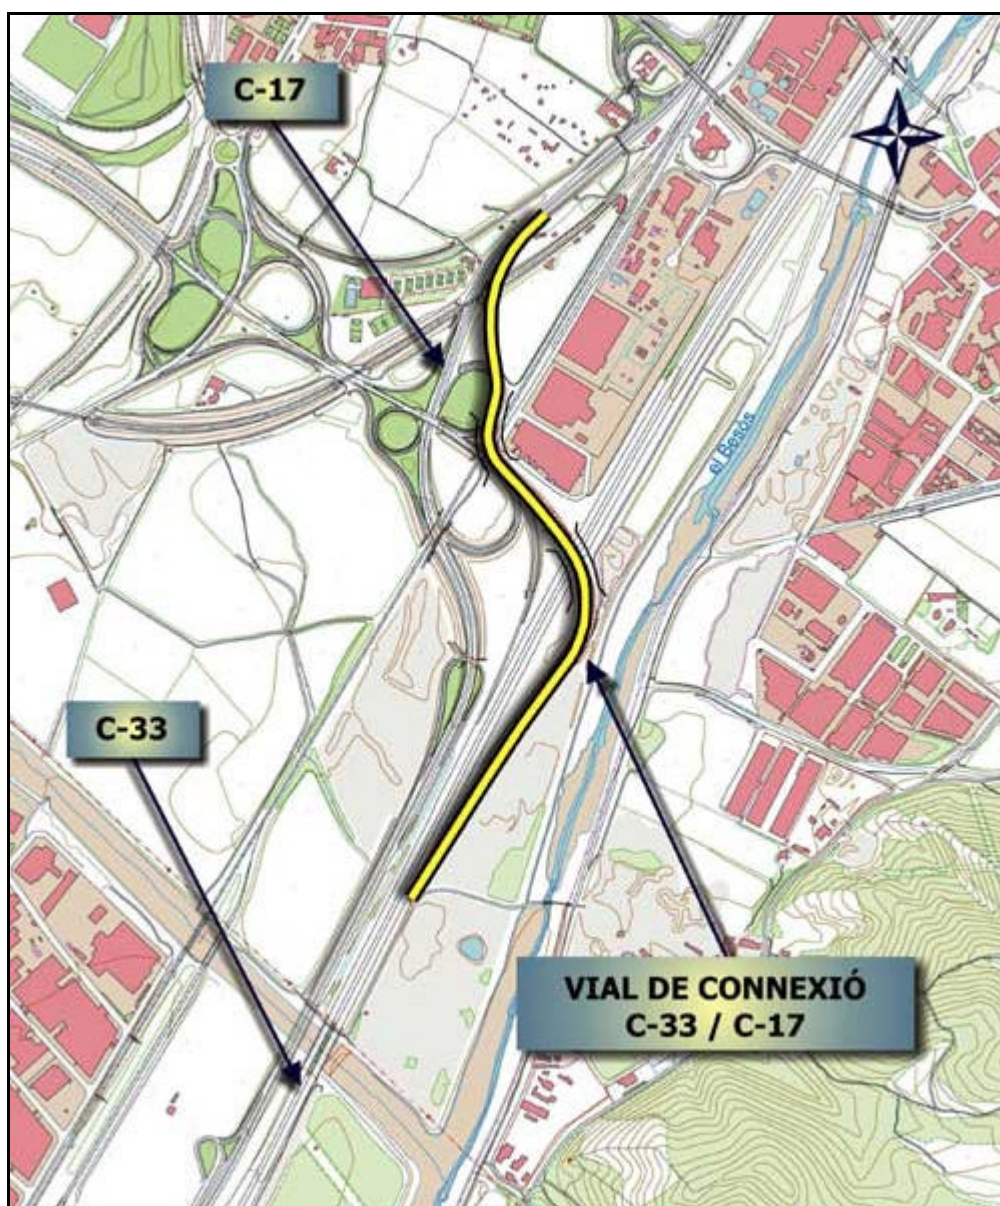 C-17
N
el Besòs
C-33
VIAL DE CONNEXIÓ
C-33 / C-17